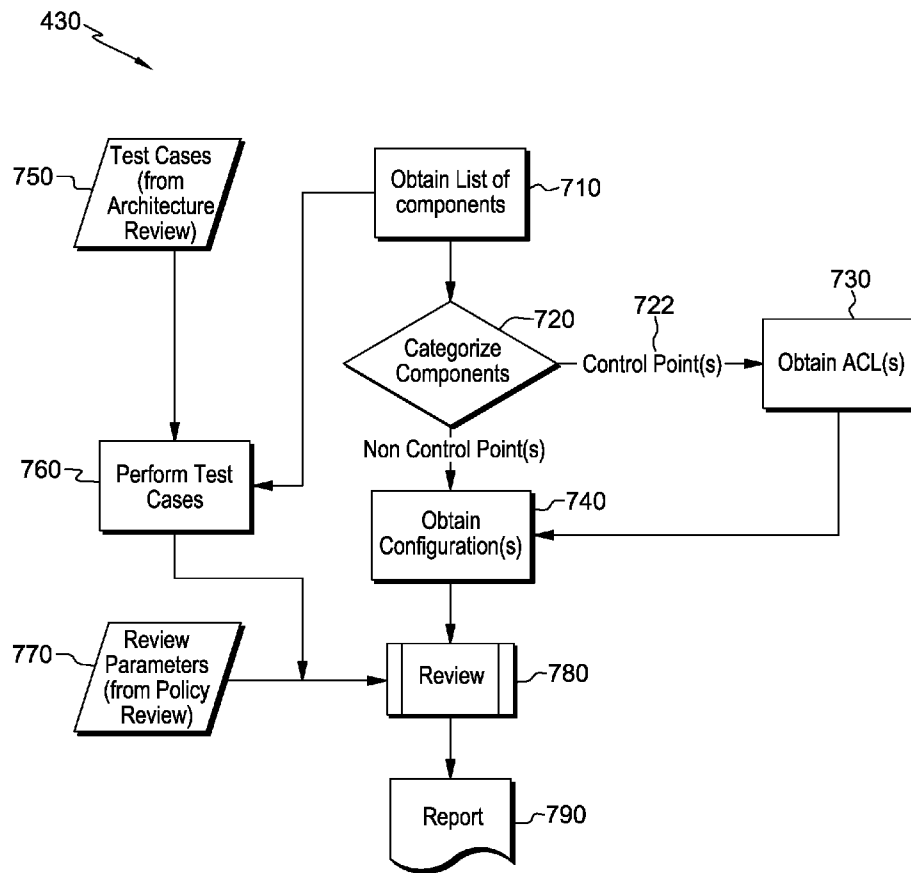 430
750
Test Cases
(from
Architecture
Review)
Obtain List of
components
710
720
Categorize
Components
722
Control Point(s)
730
Obtain ACL(s)
Non Control Point(s)
760
Perform Test
Cases
740
Obtain
Configuration(s)
770
Review
Parameters
(from Policy
Review)
Review
780
Report
790